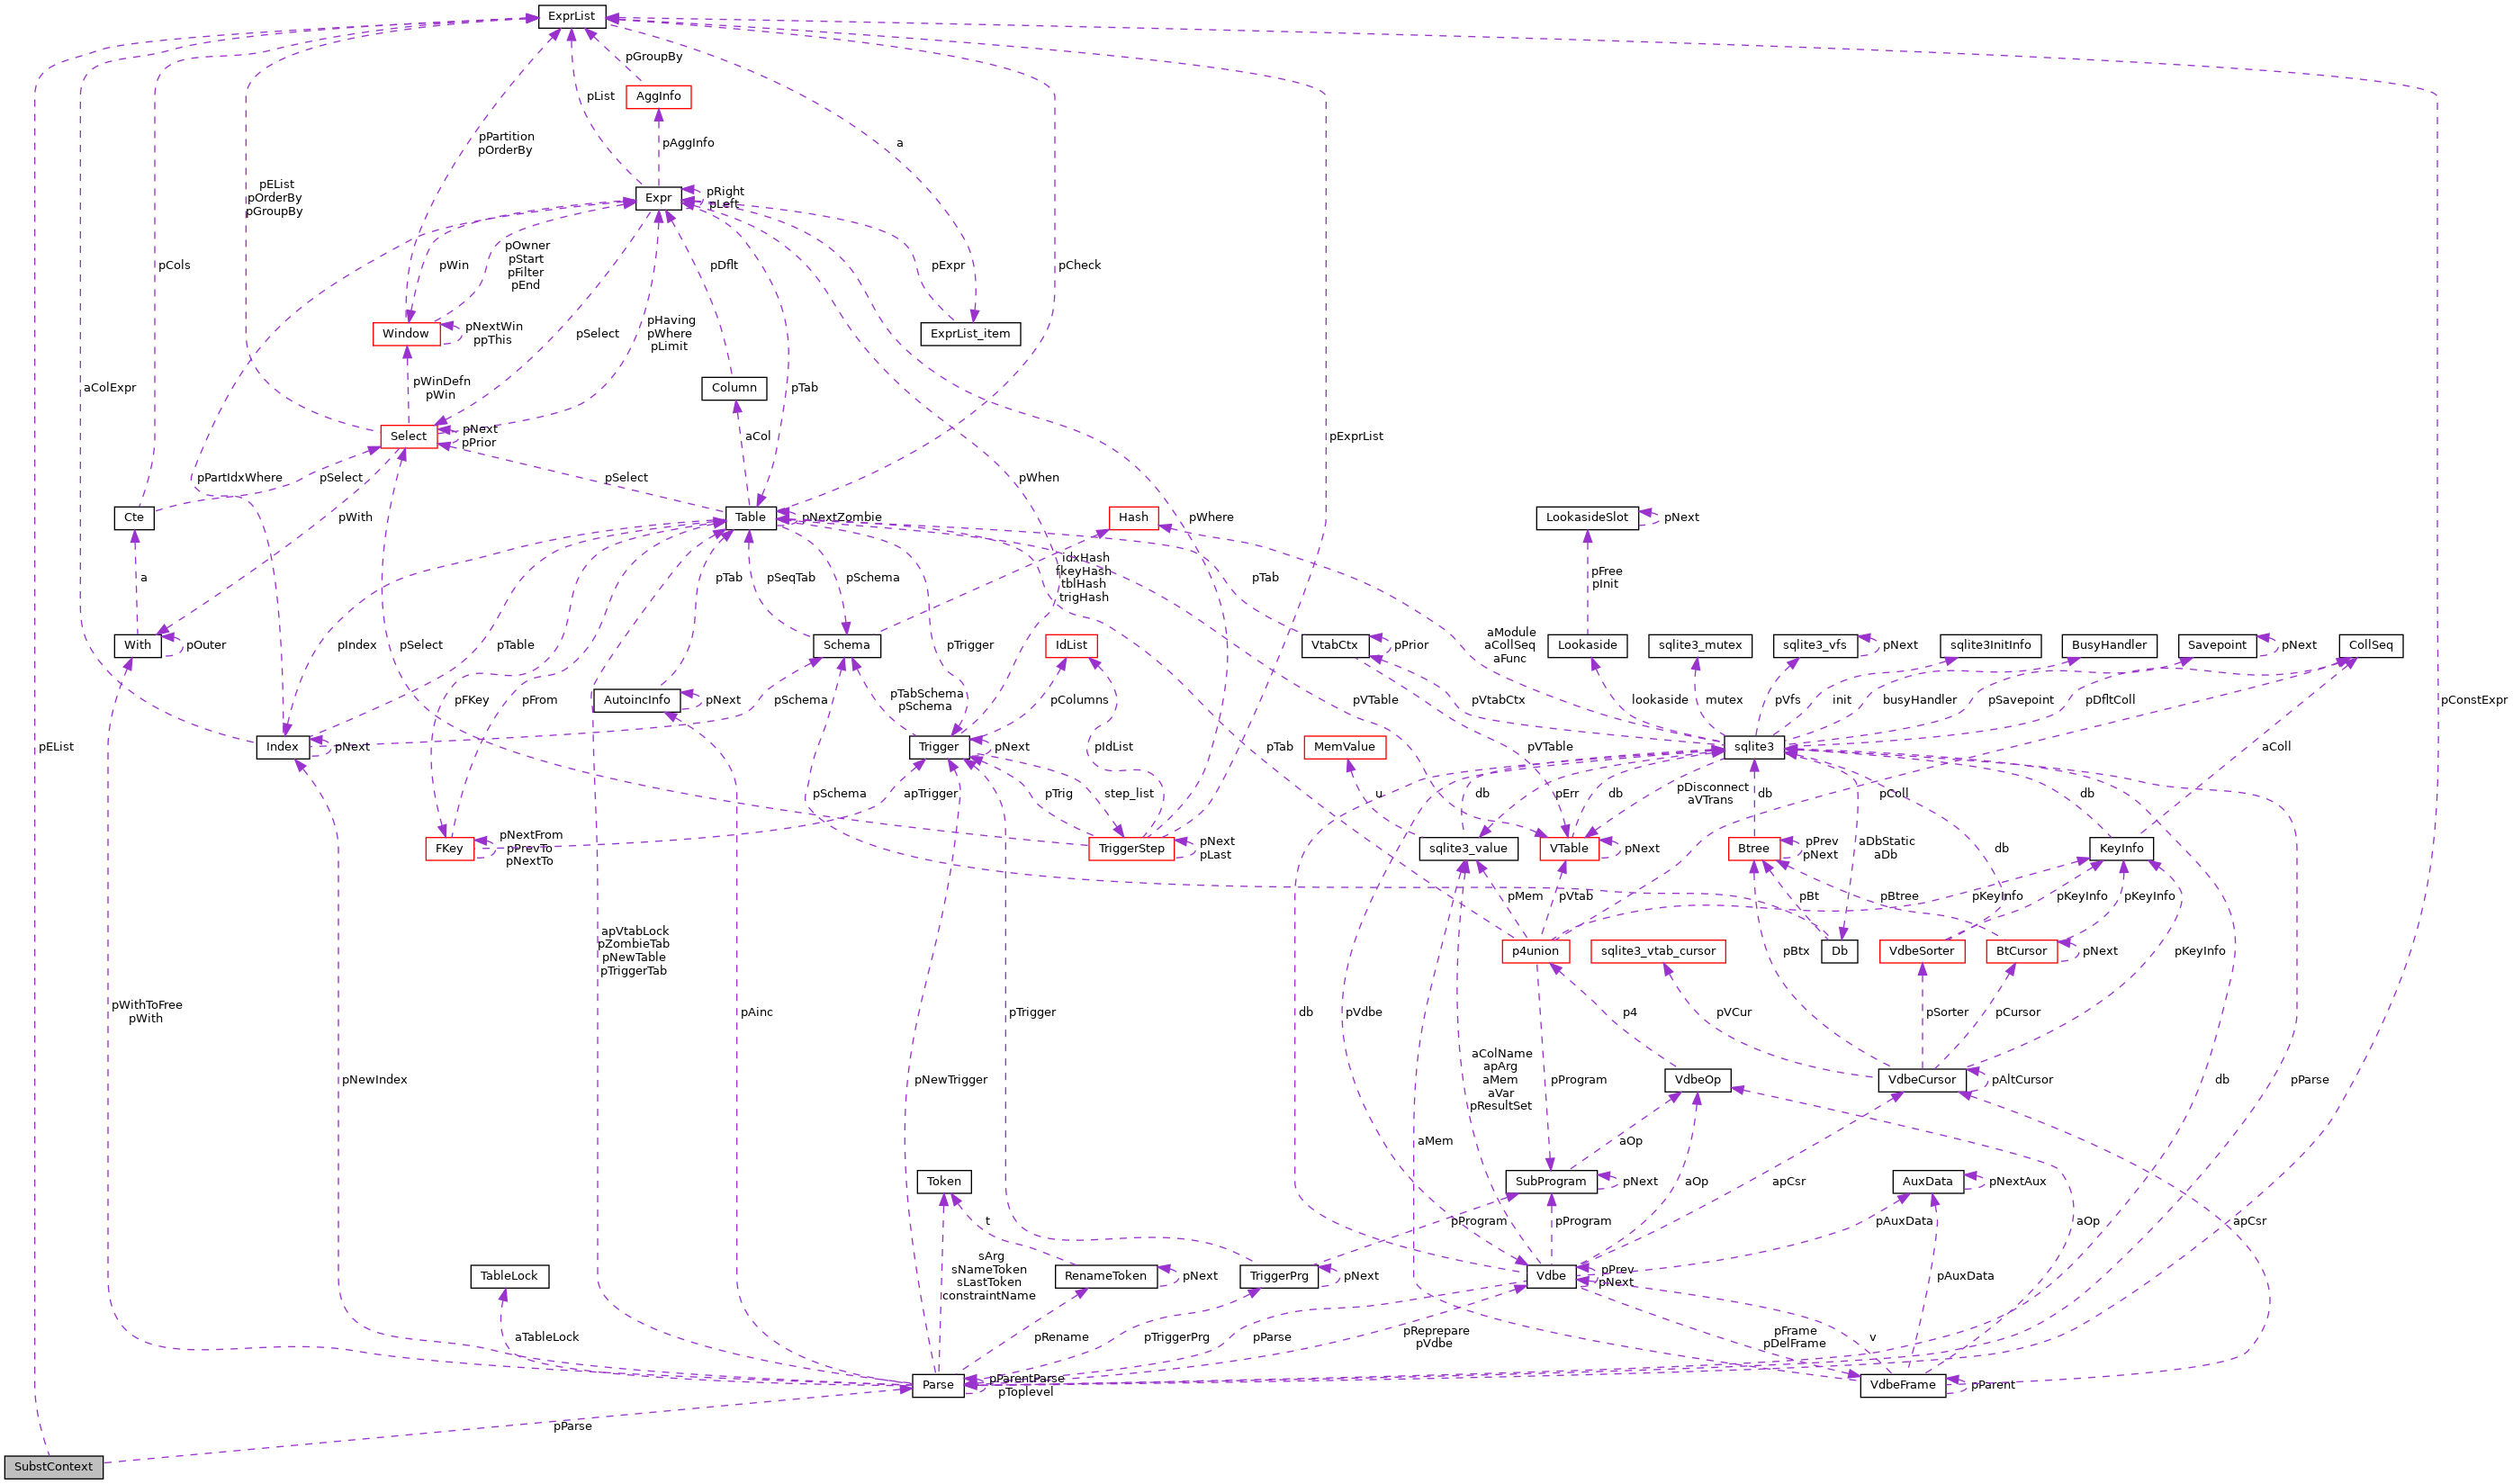 ExprList
pGroupBy
AggInfo
pList
a
pPartition
pOrderBy
pAggInfo
pEList
pOrderBy
pGroupBy
Expr
pRight
pLeft
pCols
pWin
pOwner
pStart
pFilter
pEnd
pDflt
pExpr
pCheck
Window
pNextWin
ppThis
pSelect
pHaving
pWhere
pLimit
ExprList_item
aColExpr
pWinDefn
pWin
Column
pTab
Select
pNext
pPrior
aCol
pExprList
pPartIdxWhere
pSelect
pSelect
pWhen
Cte
pWith
Table
pNextZombie
Hash
pWhere
LookasideSlot
pNext
a
pTab
pSeqTab
pSchema
idxHash
fkeyHash
tblHash
trigHash
pTab
pFree
pInit
With
pOuter
pIndex
pSelect
pTable
Schema
pTrigger
IdList
VtabCtx
pPrior
aModule
aCollSeq
aFunc
Lookaside
sqlite3_mutex
sqlite3_vfs
pNext
sqlite3InitInfo
BusyHandler
Savepoint
pNext
CollSeq
pFKey
pFrom
AutoincInfo
pNext
pSchema
pTabSchema
pSchema
pColumns
pVTable
pVtabCtx
lookaside
mutex
pVfs
init
busyHandler
pSavepoint
pDfltColl
pConstExpr
pEList
Index
pNext
Trigger
pNext
pIdList
pTab
MemValue
pVTable
sqlite3
aColl
pSchema
apTrigger
pTrig
step_list
u
db
pErr
db
pDisconnect
aVTrans
db
pColl
db
FKey
pNextFrom
pPrevTo
pNextTo
TriggerStep
pNext
pLast
sqlite3_value
VTable
pNext
Btree
pPrev
pNext
aDbStatic
aDb
db
KeyInfo
pMem
pVtab
pBt
pBtree
pKeyInfo
pKeyInfo
pKeyInfo
apVtabLock
pZombieTab
pNewTable
pTriggerTab
p4union
sqlite3_vtab_cursor
pBtx
Db
VdbeSorter
BtCursor
pNext
pKeyInfo
pWithToFree
pWith
pAinc
pTrigger
db
pVdbe
p4
pVCur
pSorter
pCursor
pNewIndex
pNewTrigger
aColName
apArg
aMem
aVar
pResultSet
pProgram
VdbeOp
VdbeCursor
pAltCursor
db
pParse
aMem
aOp
Token
SubProgram
pNext
aOp
apCsr
AuxData
pNextAux
t
pProgram
pProgram
pAuxData
aOp
apCsr
sArg
sNameToken
sLastToken
constraintName
TableLock
RenameToken
pNext
TriggerPrg
pNext
Vdbe
pPrev
pNext
pAuxData
aTableLock
pRename
pTriggerPrg
pParse
pReprepare
pVdbe
pFrame
pDelFrame
v
Parse
pParentParse
pToplevel
VdbeFrame
pParent
pParse
SubstContext